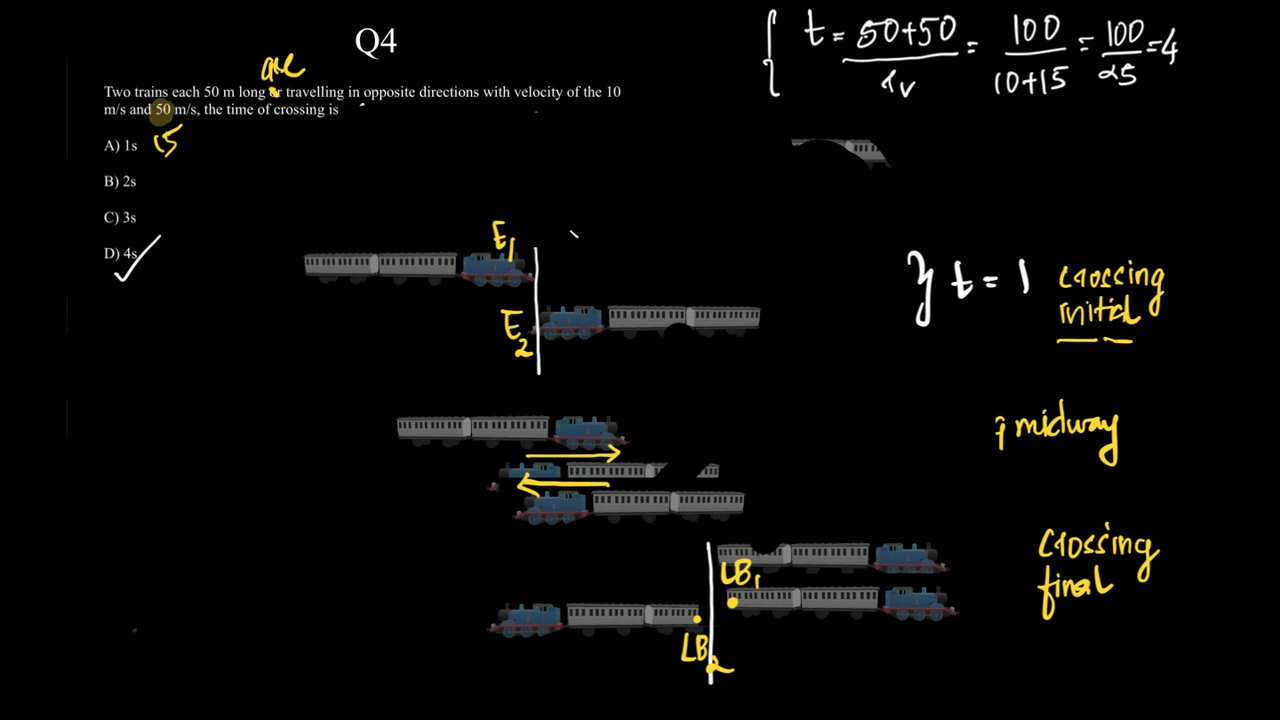 Q4
are
Two trains each 50 m long or travelling in opposite directions with velocity of the 10
m/s and 50 m/s, the time of crossing is
15
A) 1s
B) 2s
C) 3s
D) 4s
t = 50+50 = 100 = 100 = 4
10+15 25
E1
E2
} t = 1 crossing
initial
midway
crossing
final
LB1
LB2